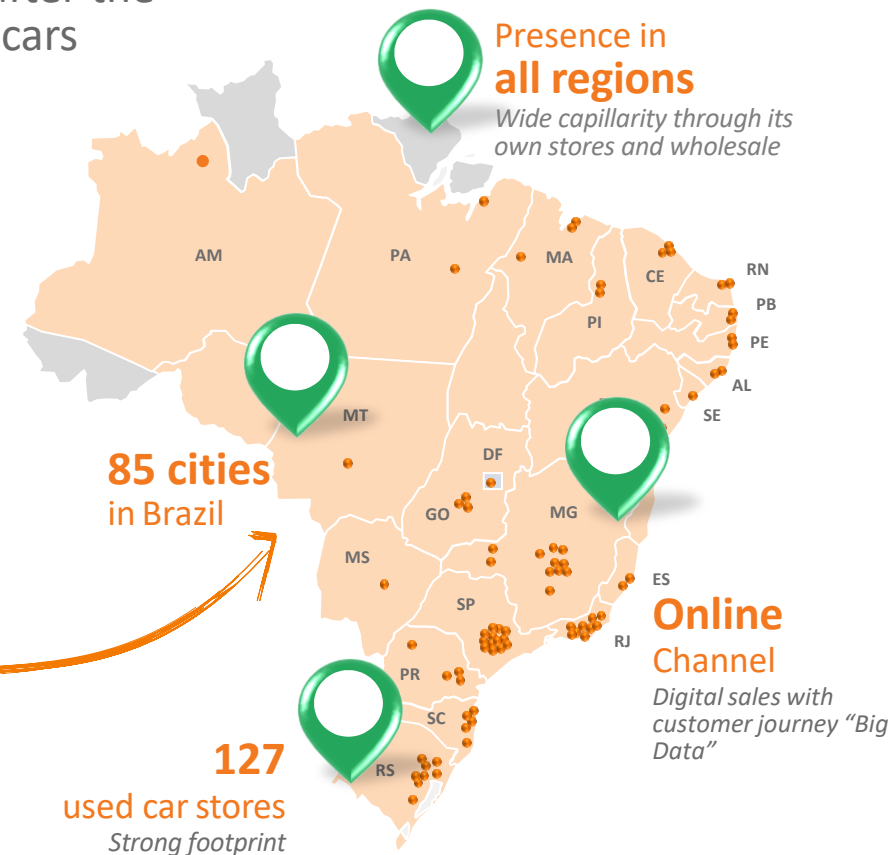 after the
cars
Presence in
all regions
Wide capillarity through its
own stores and wholesale
AM
PA
MA
CE
RN
PB
PI
PE
AL
SE
MT
DF
85 cities
in Brazil
GO
MG
MS
ES
SP
Online
RJ
Channel
PR
Digital sales with
customer journey “Big
Data”
SC
127
RS
used car stores
Strong footprint